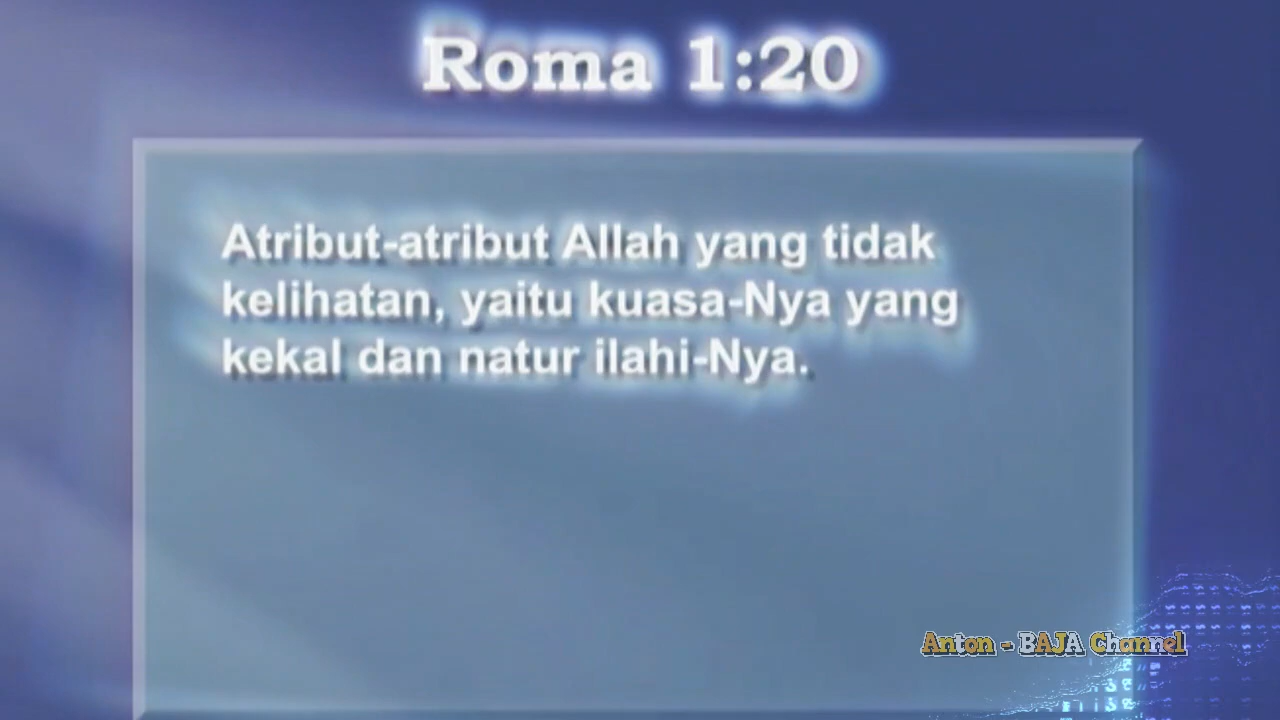 Roma 1:20
Atribut-atribut Allah yang tidak
kelihatan, yaitu kuasa-Nya yang
kekal dan natur ilahi-Nya.
Anton - BAJA Channel